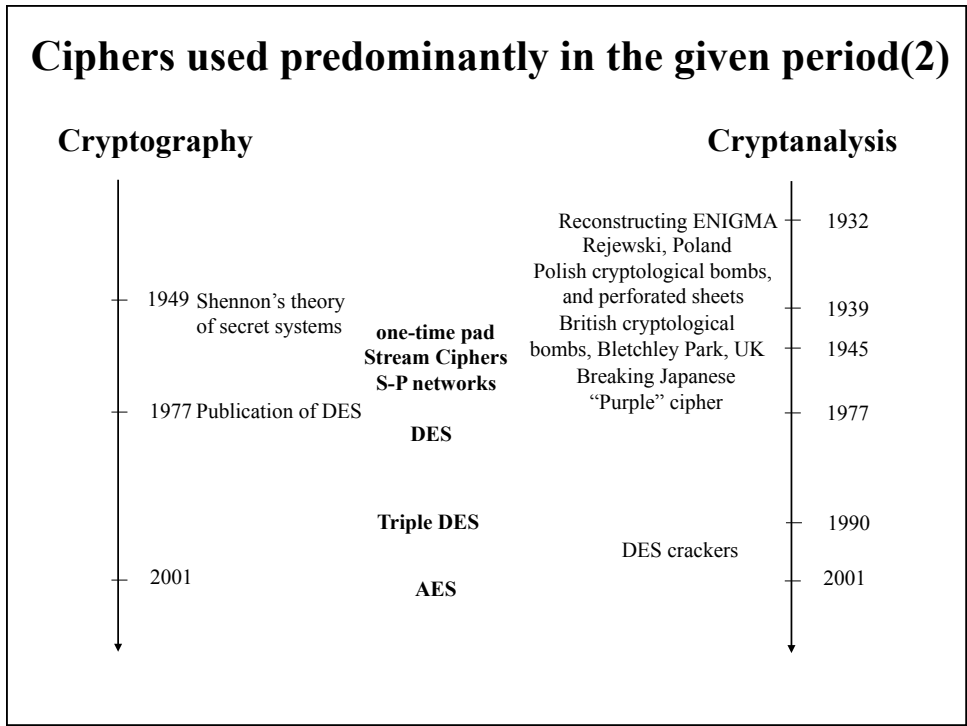 Ciphers used predominantly in the given period(2)
Cryptography
Cryptanalysis
Reconstructing ENIGMA
1932
Rejewski, Poland
Polish cryptological bombs,
and perforated sheets
1949 Shennon’s theory
of secret systems
1939
British cryptological
bombs, Bletchley Park, UK
1945
one-time pad
Stream Ciphers
S-P networks
Breaking Japanese
“Purple” cipher
1977 Publication of DES
1977
DES
Triple DES
1990
DES crackers
2001
AES
2001